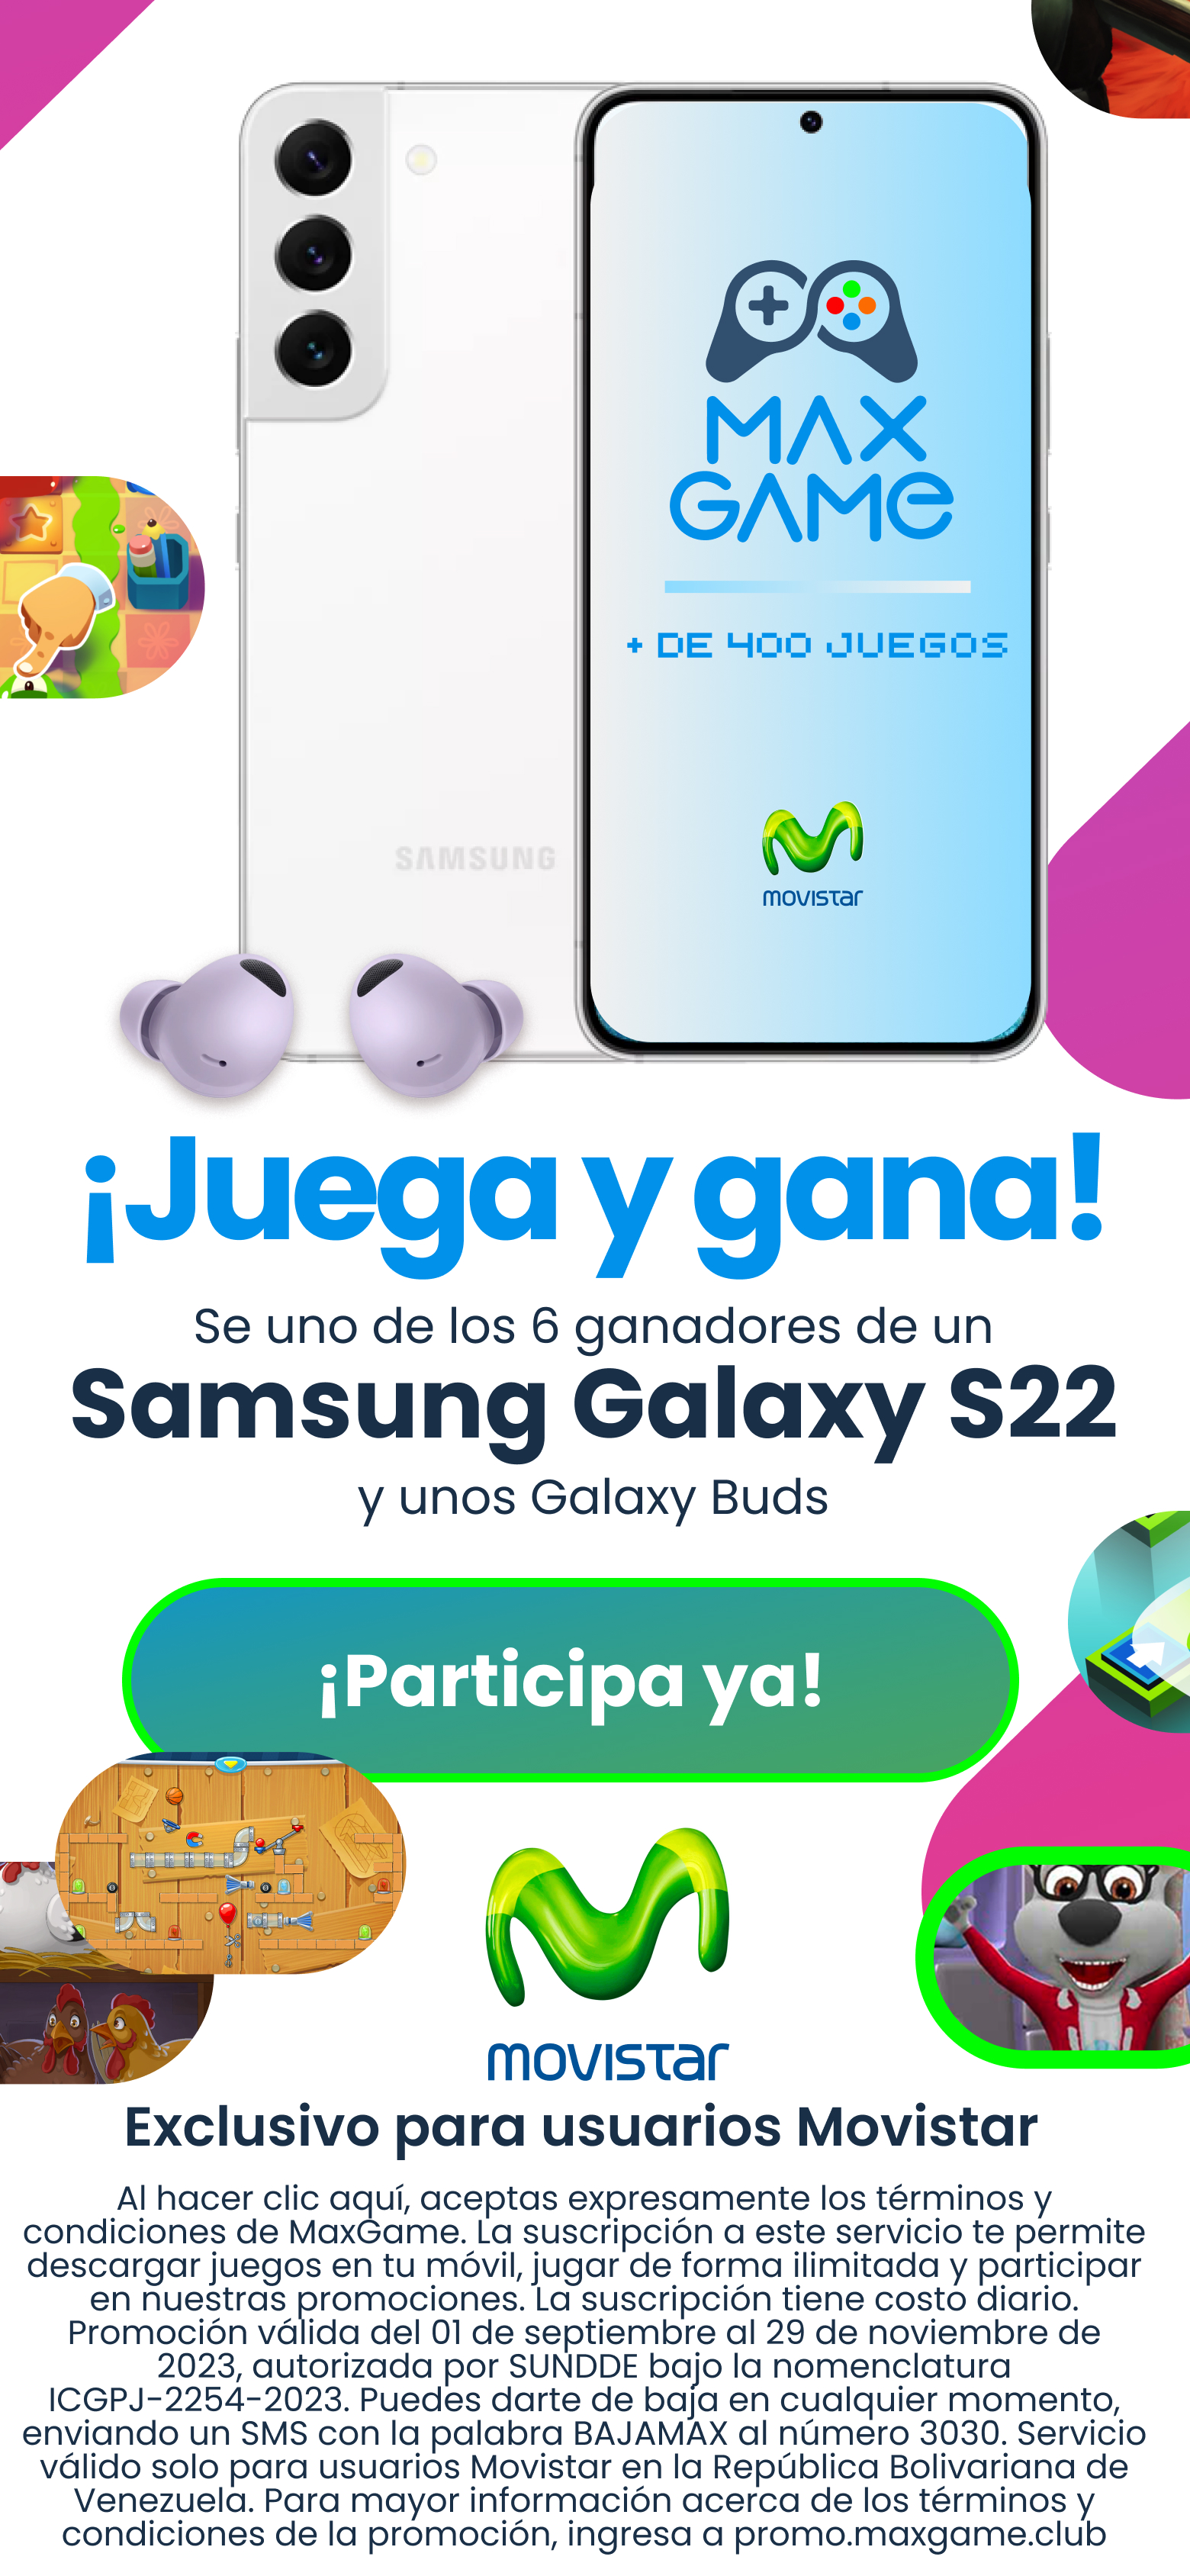 MAX
GAME
+ DE 400 JUEGOS
SAMSUNG
movistar
¡Juega y gana!
Se uno de los 6 ganadores de un
Samsung Galaxy S22
y unos Galaxy Buds
¡Participa ya!
movistar
Exclusivo para usuarios Movistar
Al hacer clic aquí, aceptas expresamente los términos y
condiciones de MaxGame. La suscripción a este servicio te permite
descargar juegos en tu móvil, jugar de forma ilimitada y participar
en nuestras promociones. La suscripción tiene costo diario.
Promoción válida del 01 de septiembre al 29 de noviembre de
2023, autorizada por SUNDDE bajo la nomenclatura
ICGPJ-2254-2023. Puedes darte de baja en cualquier momento,
enviando un SMS con la palabra BAJAMAX al número 3030. Servicio
válido solo para usuarios Movistar en la República Bolivariana de
Venezuela. Para mayor información acerca de los términos y
condiciones de la promoción, ingresa a promo.maxgame.club